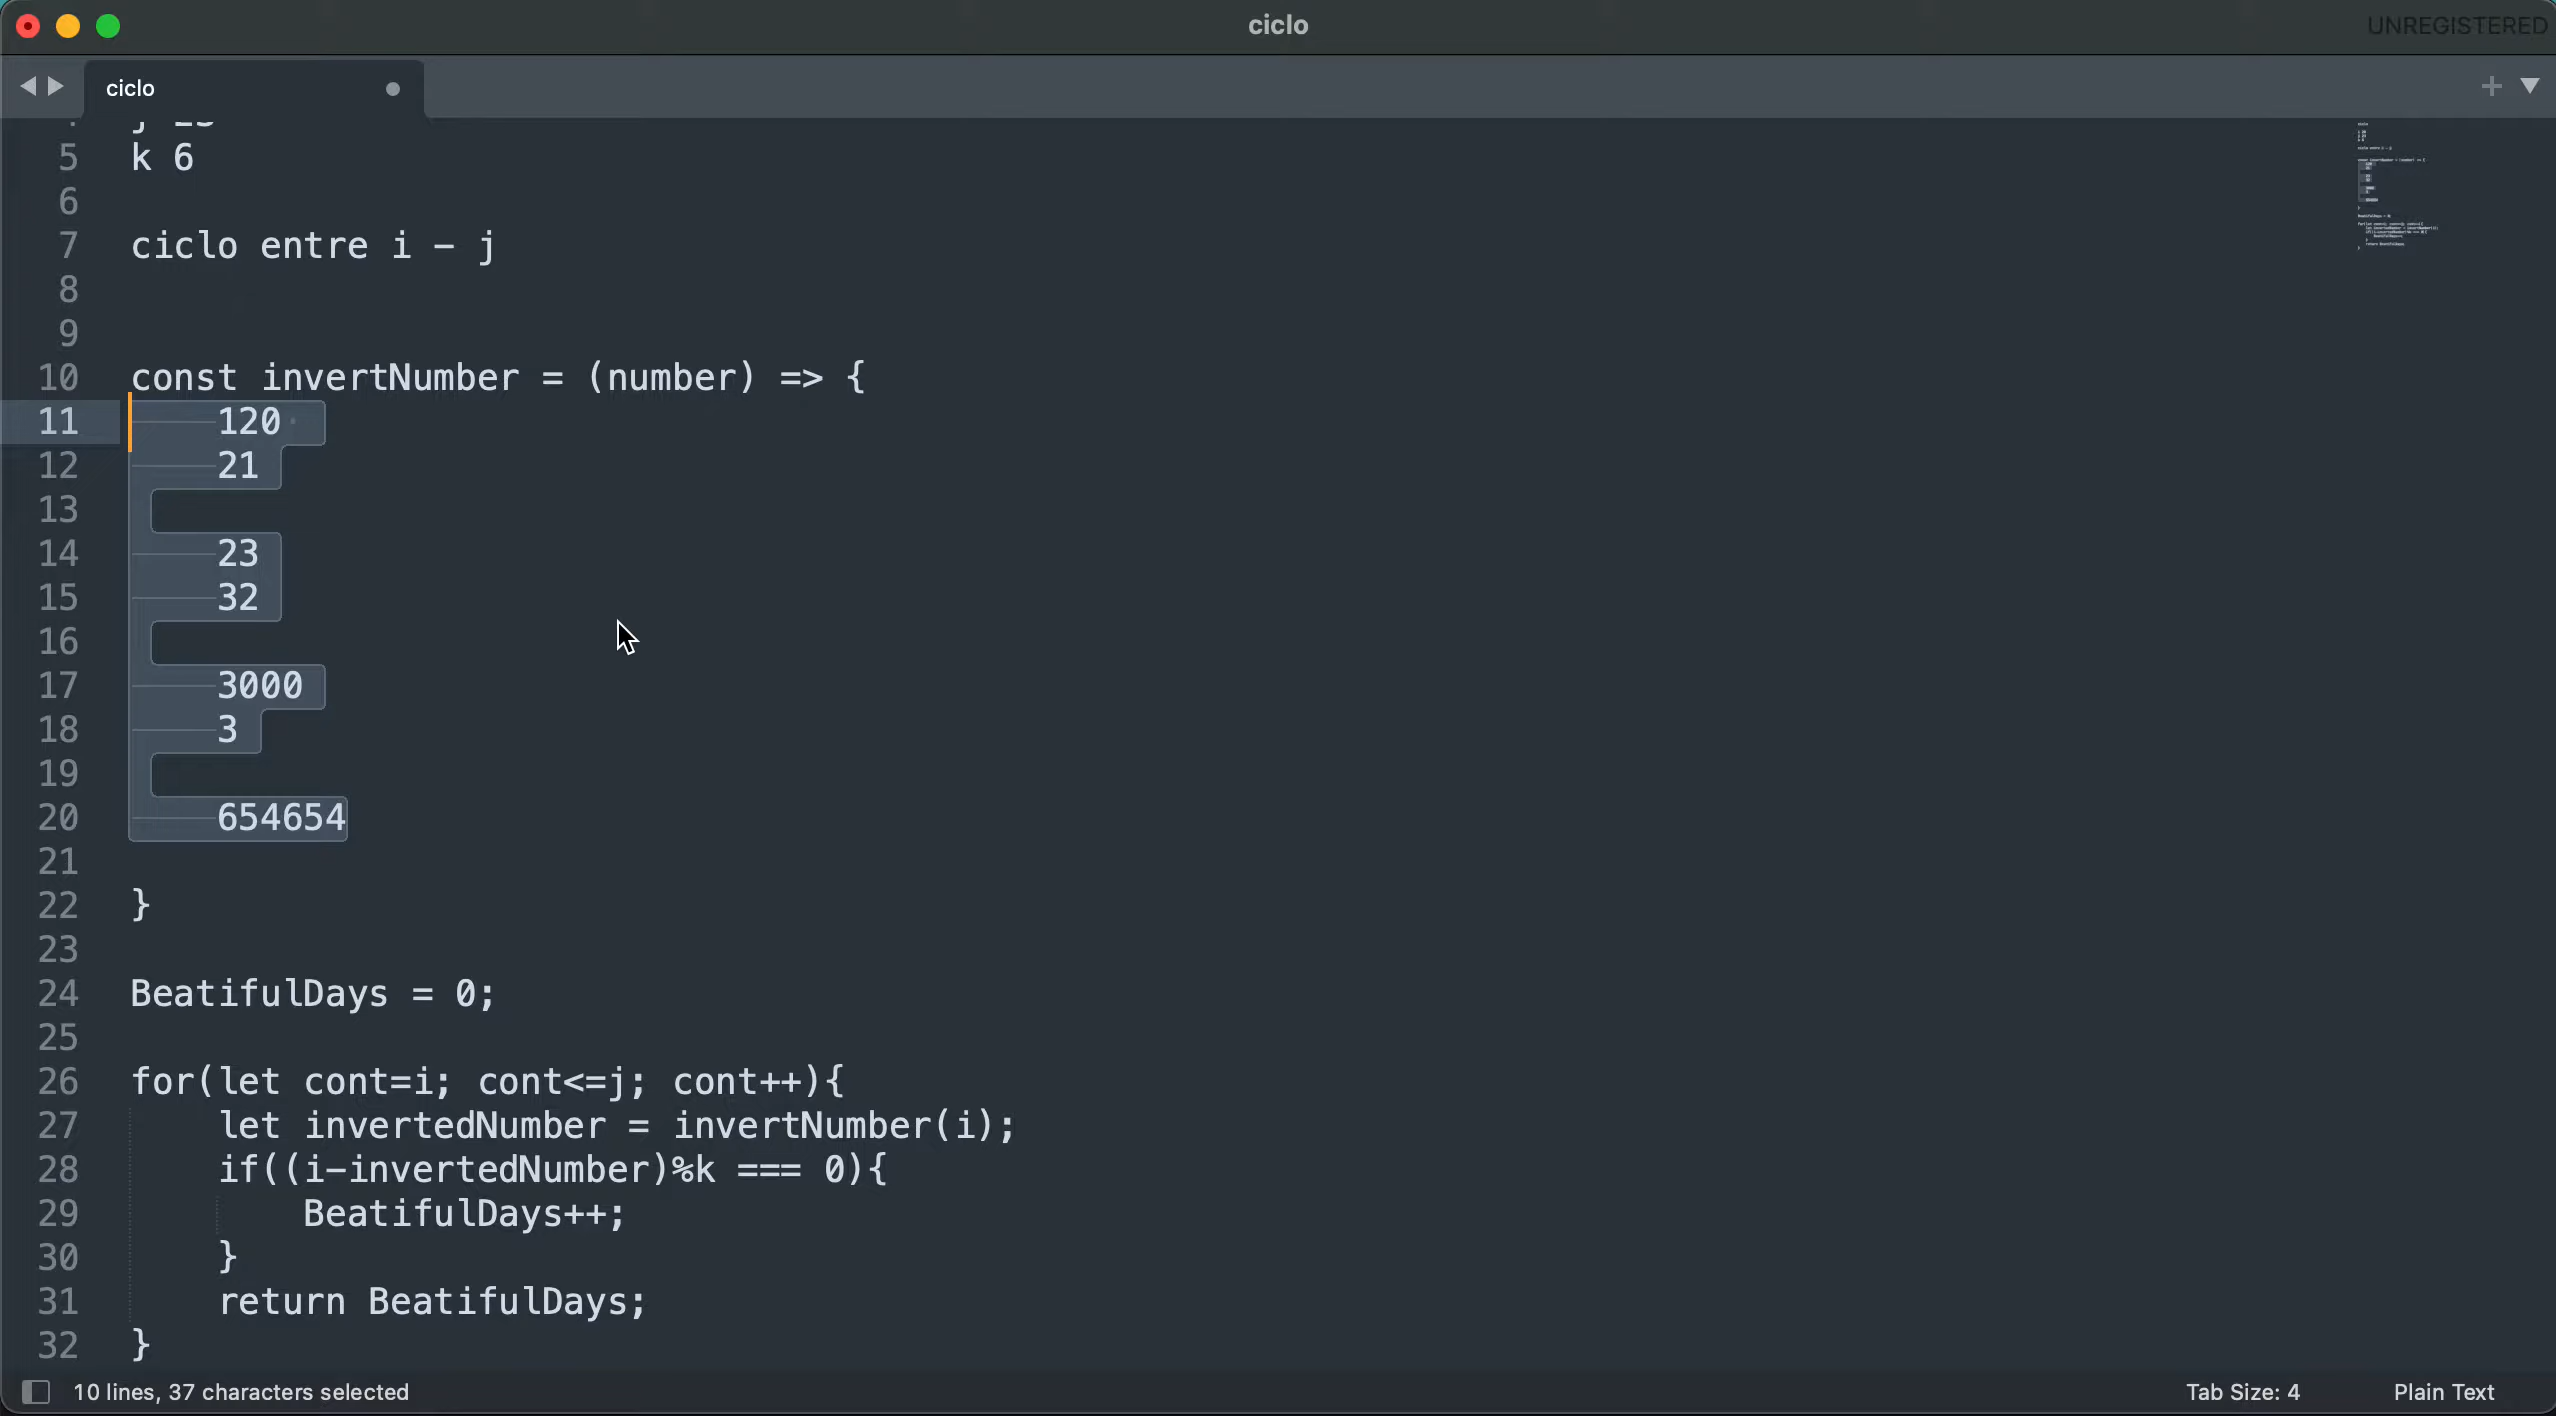 ciclo
UNREGISTERED
ciclo
5 k 6
6
7 ciclo entre i - j
8
9
10 const invertNumber = (number) => {
11 120
12 21
13
14 23
15 32
16
17 3000
18 3
19
20 654654
21
22 }
23
24 BeatifulDays = 0;
25
26 for(let cont=i; cont<=j; cont++){
27 let invertedNumber = invertNumber(i);
28 if((i-invertedNumber)%k === 0){
29 BeatifulDays++;
30 }
31 return BeatifulDays;
32 }
10 lines, 37 characters selected
Tab Size: 4
Plain Text